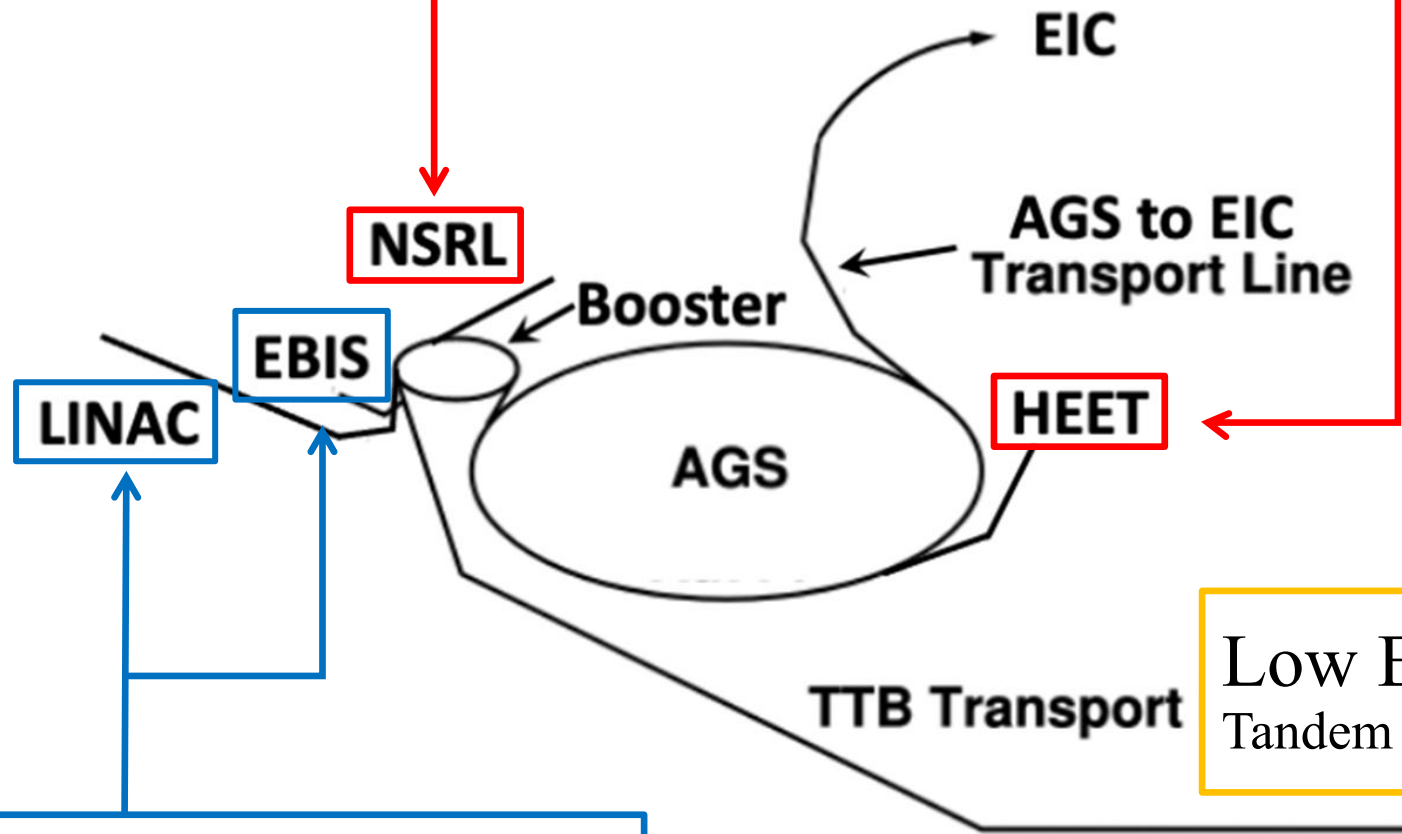 EIC
AGS to EIC
Transport Line
NSRL
Booster
EBIS
LINAC
HEET
AGS
Low
Tandem
TTB Transport